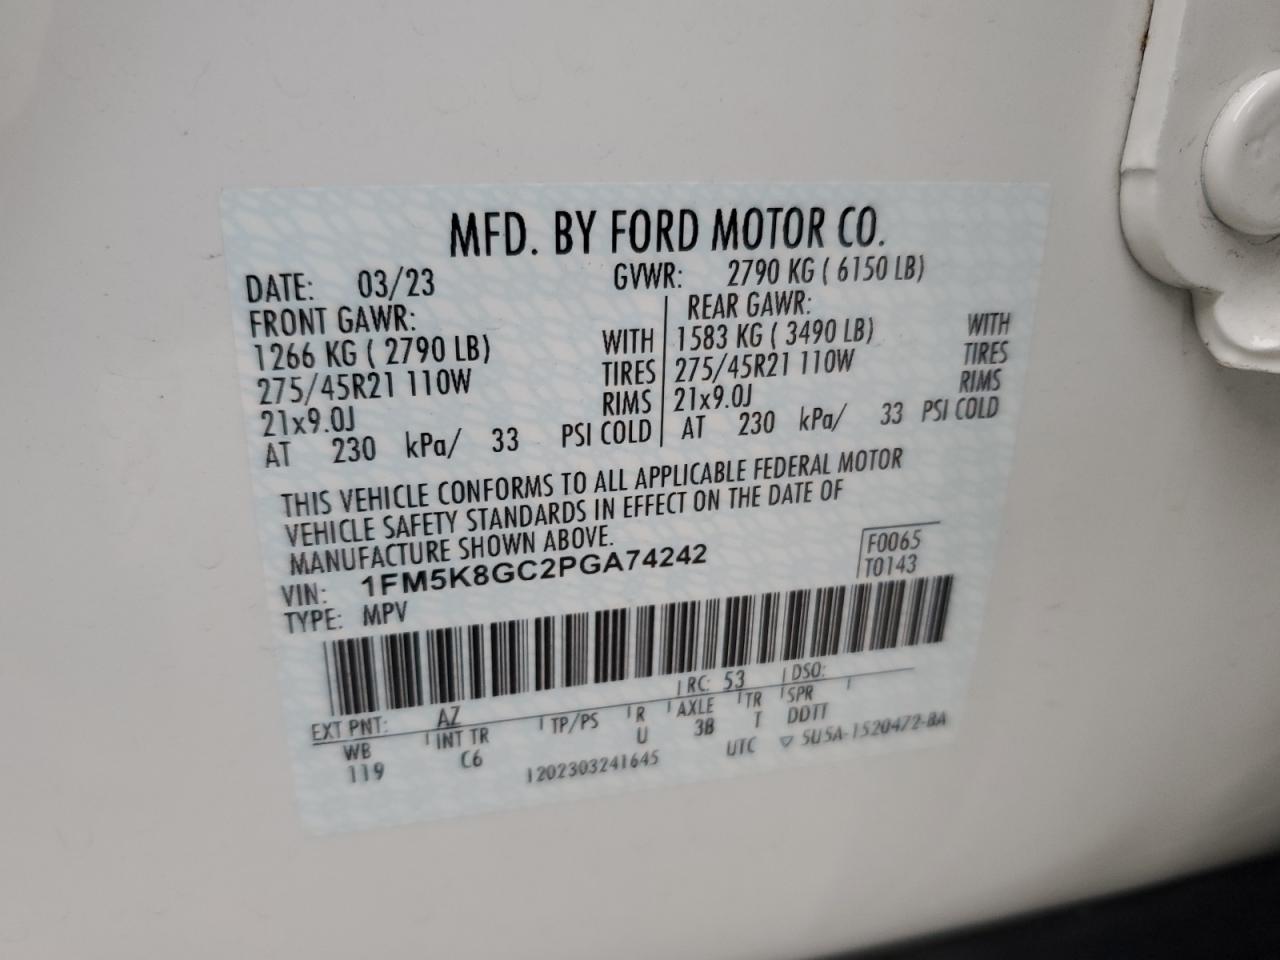 MFD. BY FORD MOTOR CO.
DATE: 03/23 GVWR: 2790 KG ( 6150 LB)
FRONT GAWR: REAR GAWR:
1266 KG ( 2790 LB) WITH 1583 KG ( 3490 LB) WITH
275/45R21 110W TIRES 275/45R21 110W TIRES
21x9.0J RIMS 21x9.0J RIMS
AT 230 kPa/ 33 PSI COLD AT 230 kPa/ 33 PSI COLD
THIS VEHICLE CONFORMS TO ALL APPLICABLE FEDERAL MOTOR
VEHICLE SAFETY STANDARDS IN EFFECT ON THE DATE OF
MANUFACTURE SHOWN ABOVE.
F0065
VIN: 1FM5K8GC2PGA74242
T0143
TYPE: MPV
EXT PNT: AZ RC: 53 DSO:
WB INT TR TP/PS R AXLE TR SPR
119 C6 U 3B T DDTT
1202303241645 UTC ▽ 5U5A-1520472-BA